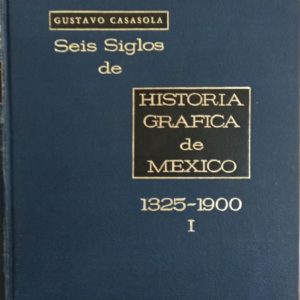 GUSTAVO CASASOLA
Seis Siglos
de
HISTORIA
GRAFICA
de
MEXICO
1325-1900
I